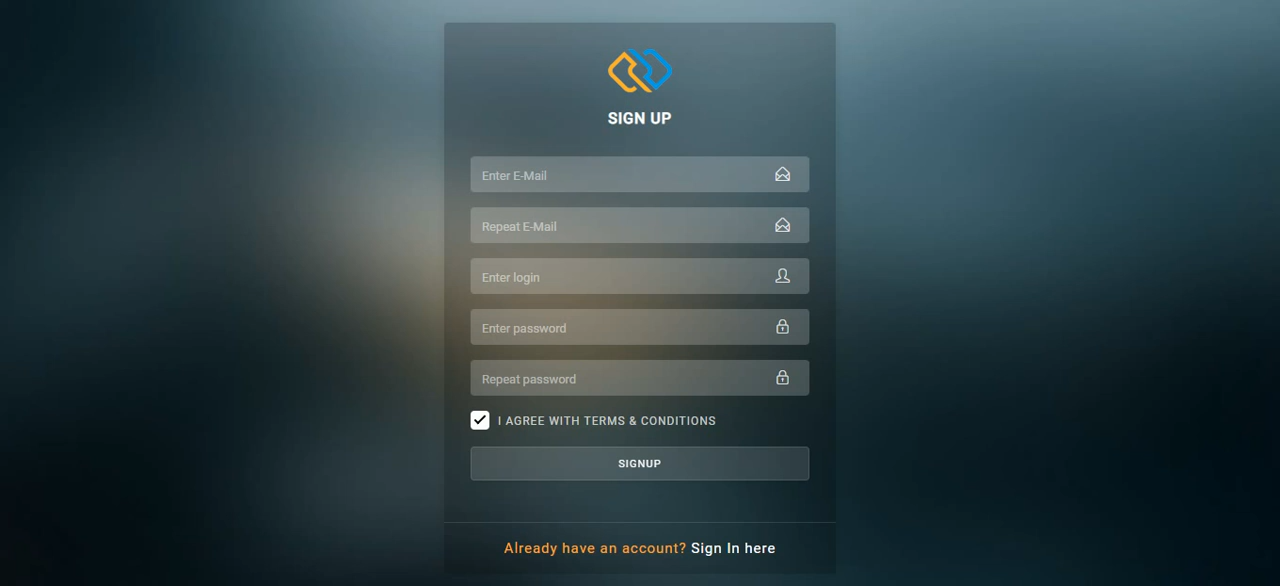 SIGN UP
Enter E-Mail
Repeat E-Mail
Enter login
Enter password
Repeat password
I AGREE WITH TERMS & CONDITIONS
SIGNUP
Already have an account? Sign In here